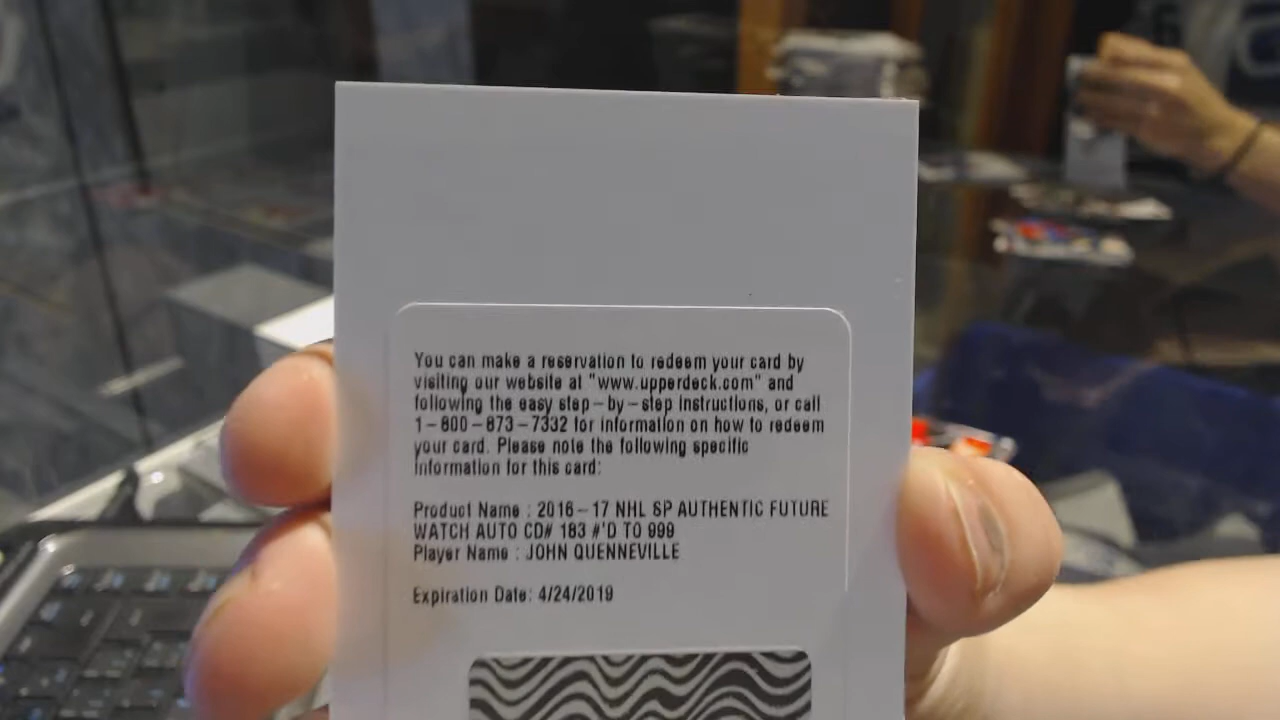 You can make a reservation to redeem your card by
visiting our website at "www.upperdeck.com" and
following the easy step-by-step instructions, or call
1-800-873-7332 for information on how to redeem
your card. Please note the following specific
information for this card:
Product Name : 2016-17 NHL SP AUTHENTIC FUTURE
WATCH AUTO CD# 183 #'D TO 999
Player Name : JOHN QUENNEVILLE
Expiration Date: 4/24/2019